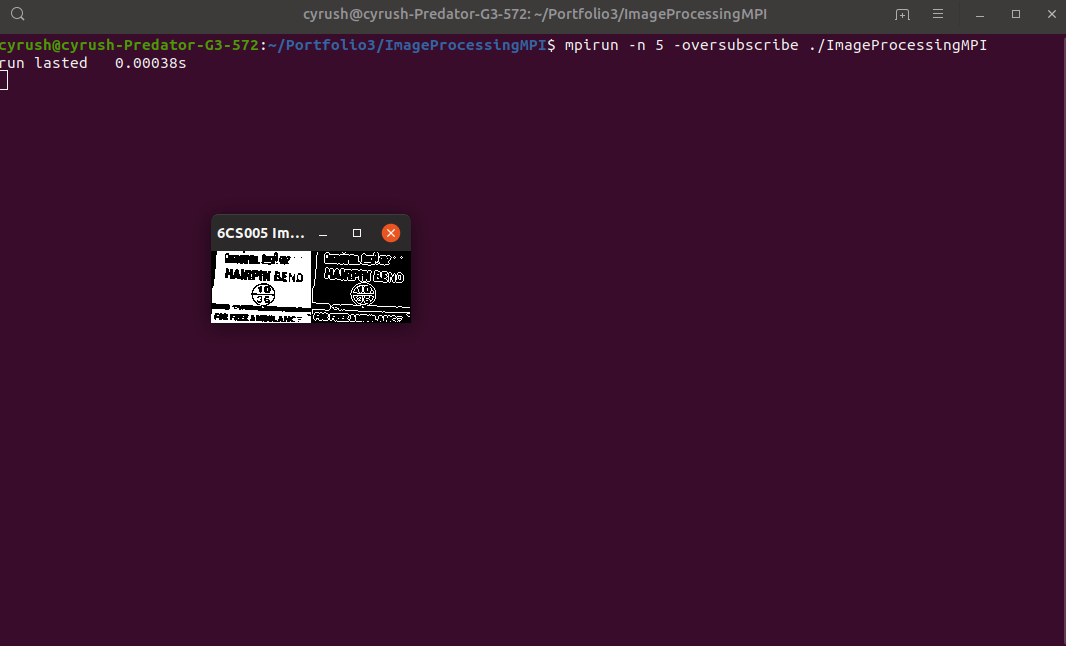 cyrush@cyrush-Predator-G3-572: ~/Portfolio3/ImageProcessingMPI
cyrush@cyrush-Predator-G3-572:~/Portfolio3/ImageProcessingMPI$ mpirun -n 5 -oversubscribe ./ImageProcessingMPI
run lasted   0.00038s
6CS005 Im...
HAIRPIN BEND HAIRPIN BEND
10 10
36 36
FOR FREE AMBULANCE FOR FREE AMBULANCE